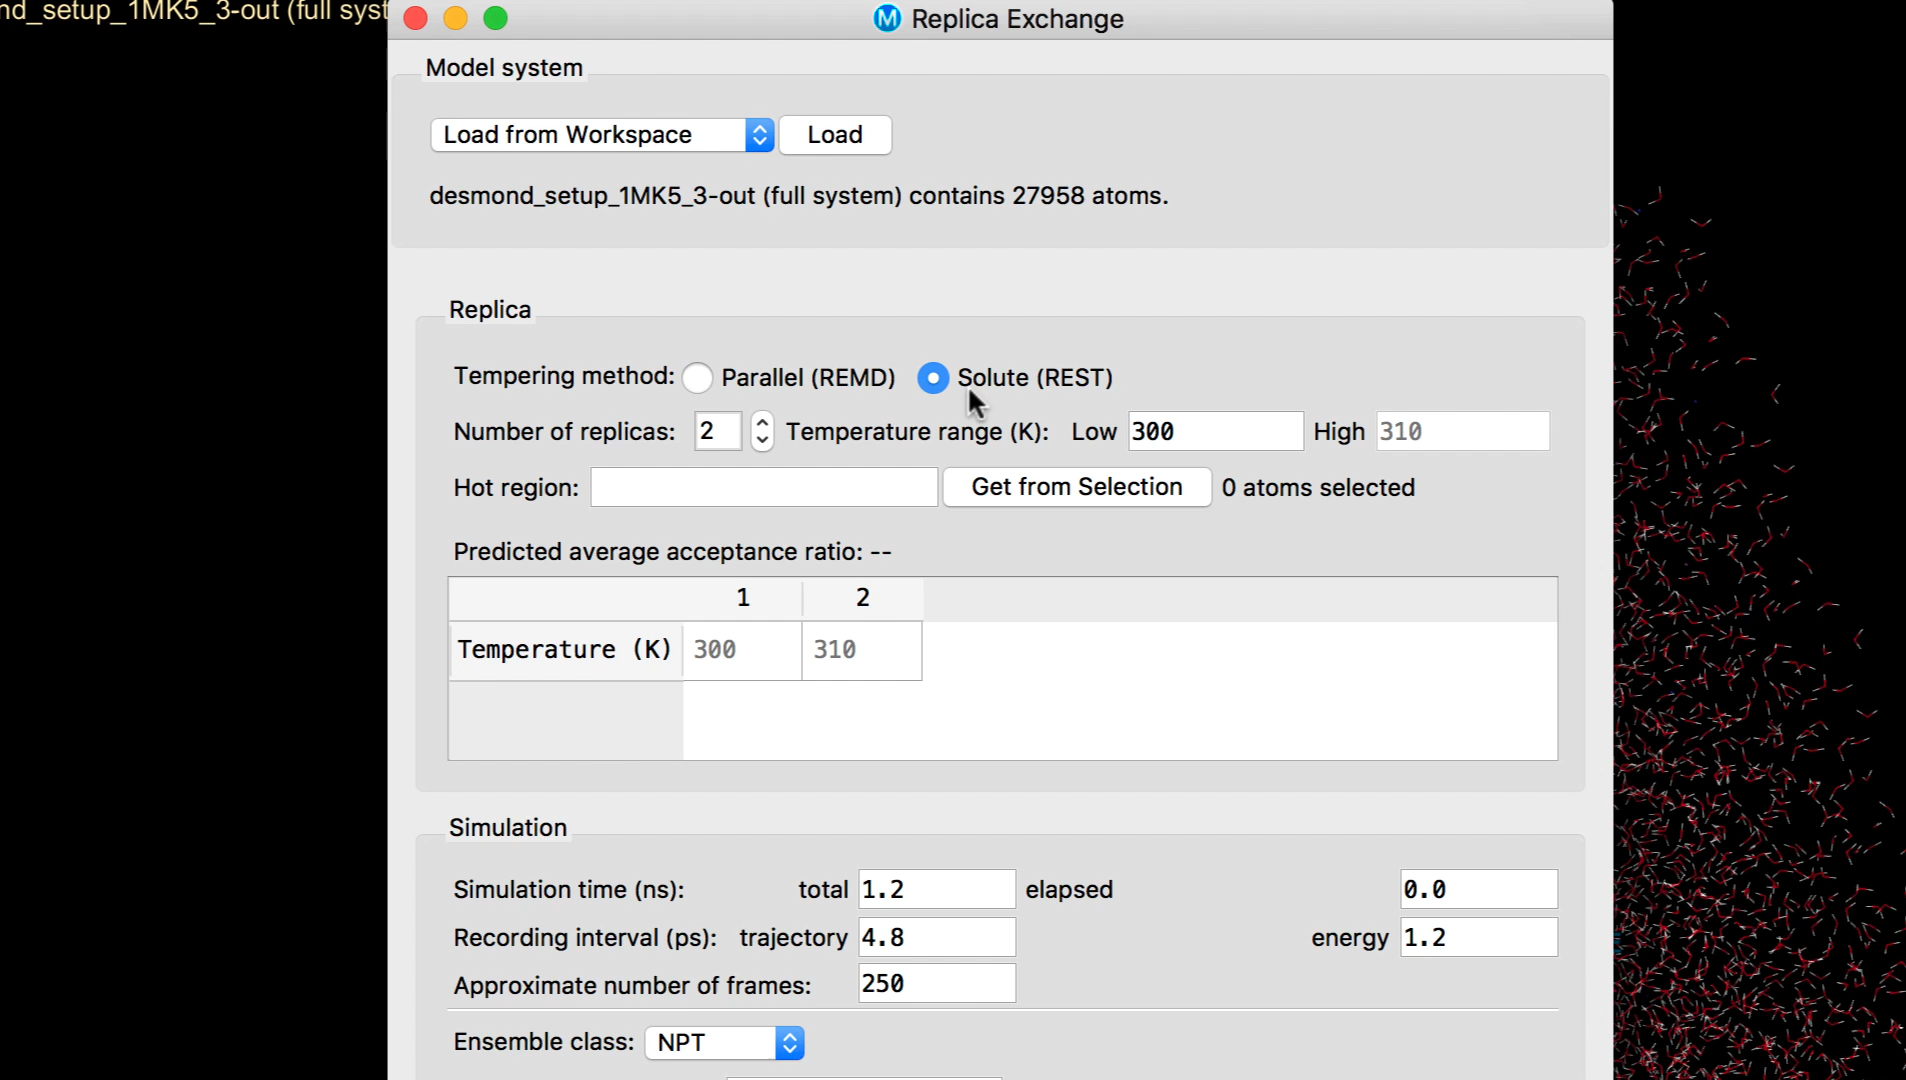 nd_setup_1MK5_3-out (full syst
M Replica Exchange
Model system
Load from Workspace Load
desmond_setup_1MK5_3-out (full system) contains 27958 atoms.
Replica
Tempering method: Parallel (REMD) Solute (REST)
Number of replicas: 2 Temperature range (K): Low 300 High 310
Hot region: Get from Selection 0 atoms selected
Predicted average acceptance ratio: --
1 2
Temperature (K) 300 310
Simulation
Simulation time (ns): total 1.2 elapsed 0.0
Recording interval (ps): trajectory 4.8 energy 1.2
Approximate number of frames: 250
Ensemble class: NPT